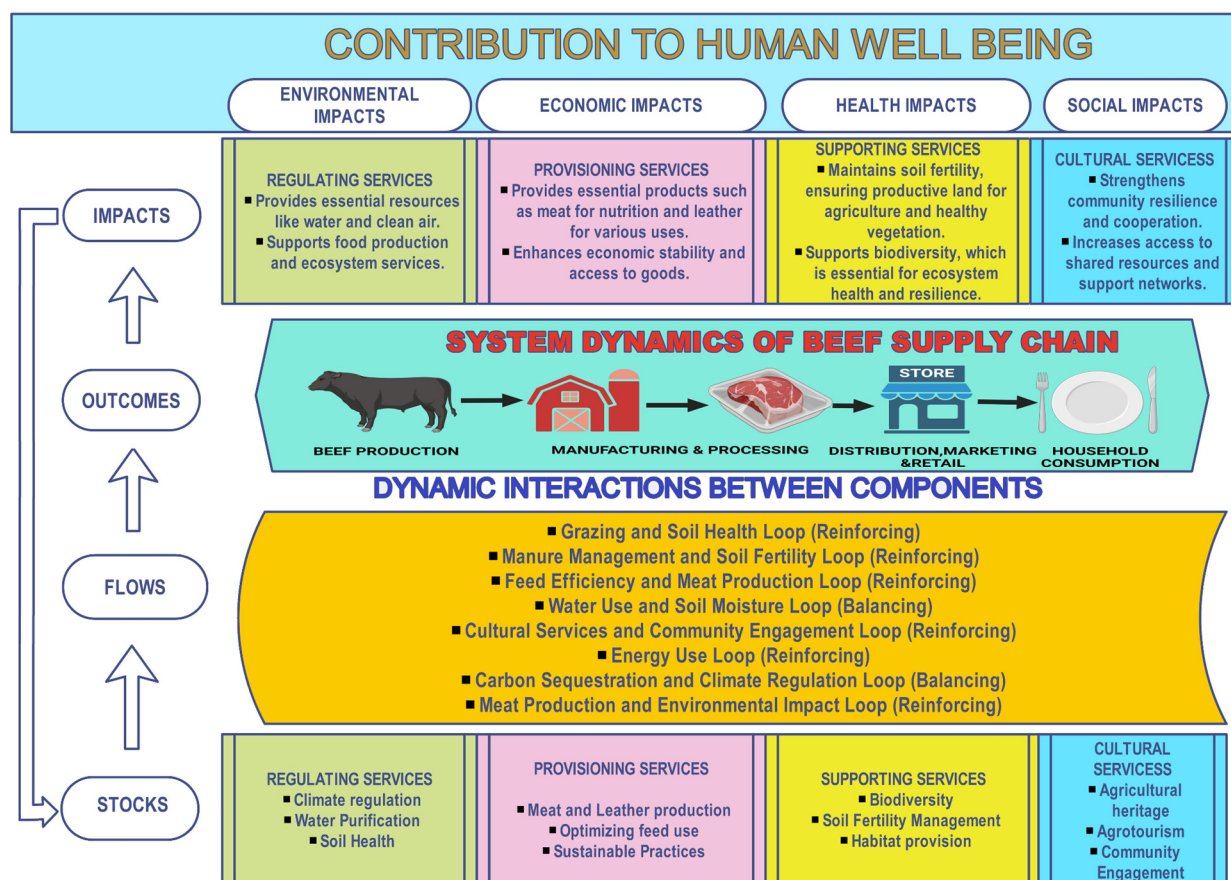 CONTRIBUTION TO HUMAN WELL BEING
ENVIRONMENTAL
IMPACTS
ECONOMIC IMPACTS
HEALTH IMPACTS
SOCIAL IMPACTS
IMPACTS
OUTCOMES
FLOWS
STOCKS
REGULATING SERVICES
▪ Provides essential resources
like water and clean air.
▪ Supports food production
and ecosystem services.
PROVISIONING SERVICES
▪ Provides essential products such
as meat for nutrition and leather
for various uses.
▪ Enhances economic stability and
access to goods.
SUPPORTING SERVICES
▪ Maintains soil fertility,
ensuring productive land for
agriculture and healthy
vegetation.
▪ Supports biodiversity, which
is essential for ecosystem
health and resilience.
CULTURAL SERVICESS
▪ Strengthens
community resilience
and cooperation.
▪ Increases access to
shared resources and
support networks.
SYSTEM DYNAMICS OF BEEF SUPPLY CHAIN
STORE
BEEF PRODUCTION
MANUFACTURING & PROCESSING
DISTRIBUTION,MARKETING
&RETAIL
HOUSEHOLD
CONSUMPTION
DYNAMIC INTERACTIONS BETWEEN COMPONENTS
▪ Grazing and Soil Health Loop (Reinforcing)
▪ Manure Management and Soil Fertility Loop (Reinforcing)
▪ Feed Efficiency and Meat Production Loop (Reinforcing)
▪ Water Use and Soil Moisture Loop (Balancing)
▪ Cultural Services and Community Engagement Loop (Reinforcing)
▪ Energy Use Loop (Reinforcing)
▪ Carbon Sequestration and Climate Regulation Loop (Balancing)
▪ Meat Production and Environmental Impact Loop (Reinforcing)
REGULATING SERVICES
▪ Climate regulation
▪ Water Purification
▪ Soil Health
PROVISIONING SERVICES
▪ Meat and Leather production
▪ Optimizing feed use
▪ Sustainable Practices
SUPPORTING SERVICES
▪ Biodiversity
▪ Soil Fertility Management
▪ Habitat provision
CULTURAL
SERVICESS
▪ Agricultural
heritage
▪ Agrotourism
▪ Community
Engagement